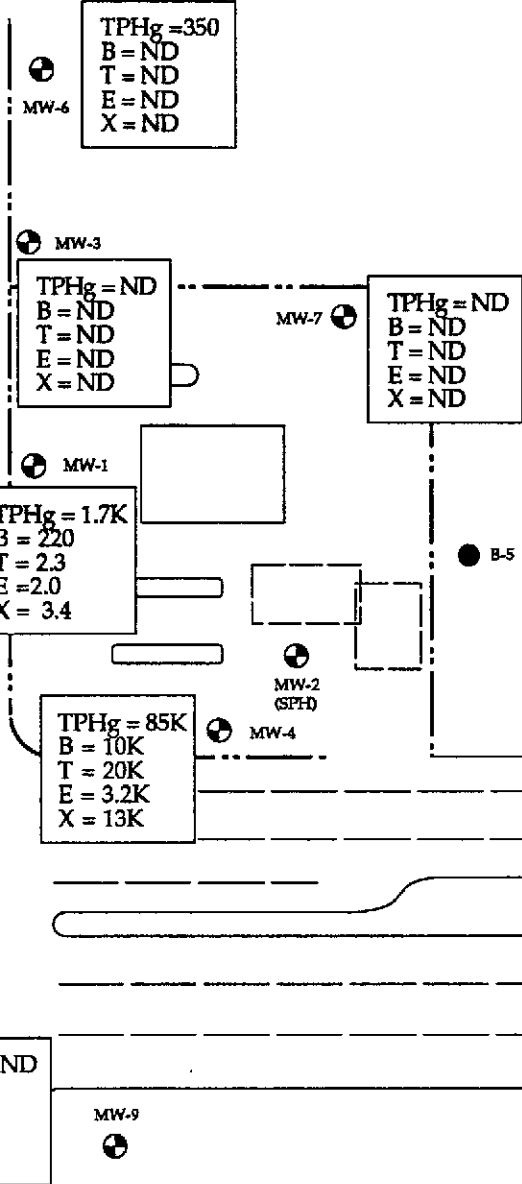 TPHg =350
B = ND
T = ND
E = ND
X = ND
MW-6
MW-3
TPHg = ND
B = ND
T = ND
E = ND
X = ND
MW-7
TPHg = ND
B = ND
T = ND
E = ND
X = ND
MW-1
TPHg = 1.7K
B = 220
T = 2.3
E =2.0
X = 3.4
B-5
MW-2
(SPH)
TPHg = 85K
B = 10K
T = 20K
E = 3.2K
X = 13K
MW-4
ND
MW-9